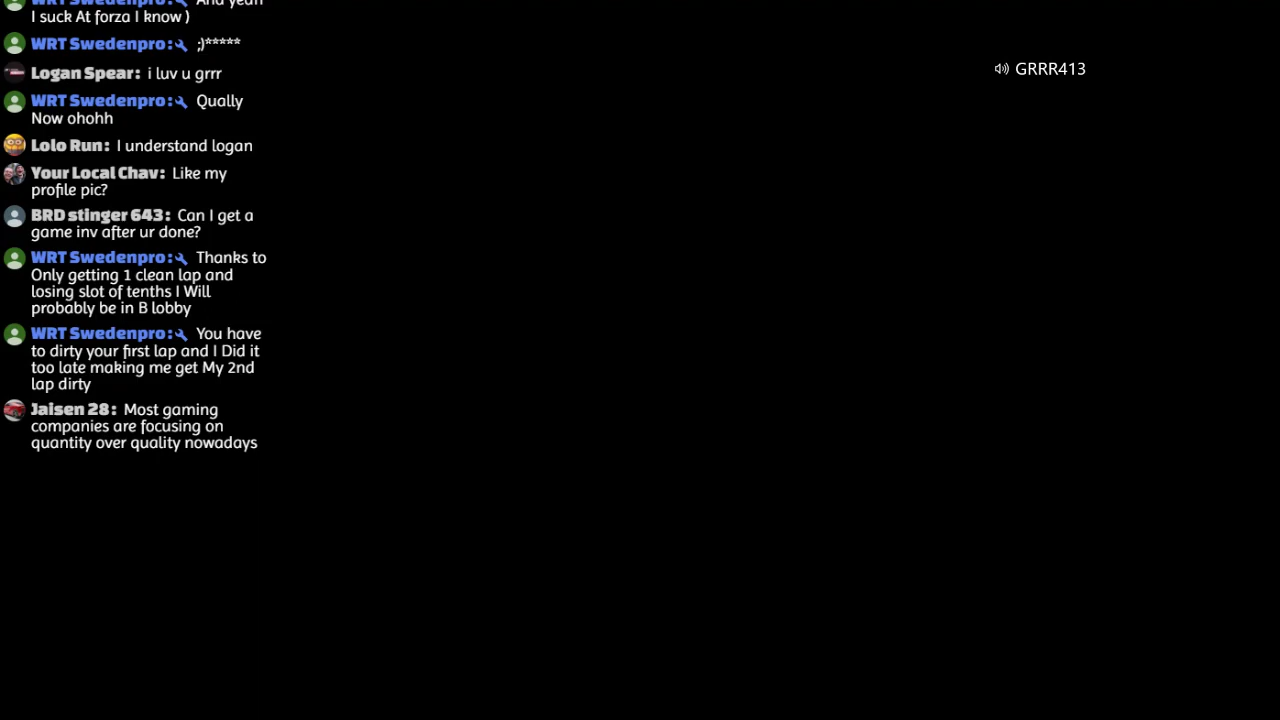 WRT Swedenpro: And yeah
I suck At forza I know )
WRT Swedenpro: ;)*****
Logan Spear: i luv u grrr
WRT Swedenpro: Qually
Now ohohh
Lolo Run: I understand logan
Your Local Chav: Like my
profile pic?
BRD stinger 643: Can I get a
game inv after ur done?
WRT Swedenpro: Thanks to
Only getting 1 clean lap and
losing slot of tenths I Will
probably be in B lobby
WRT Swedenpro: You have
to dirty your first lap and I Did it
too late making me get My 2nd
lap dirty
Jaisen 28: Most gaming
companies are focusing on
quantity over quality nowadays
GRRR413